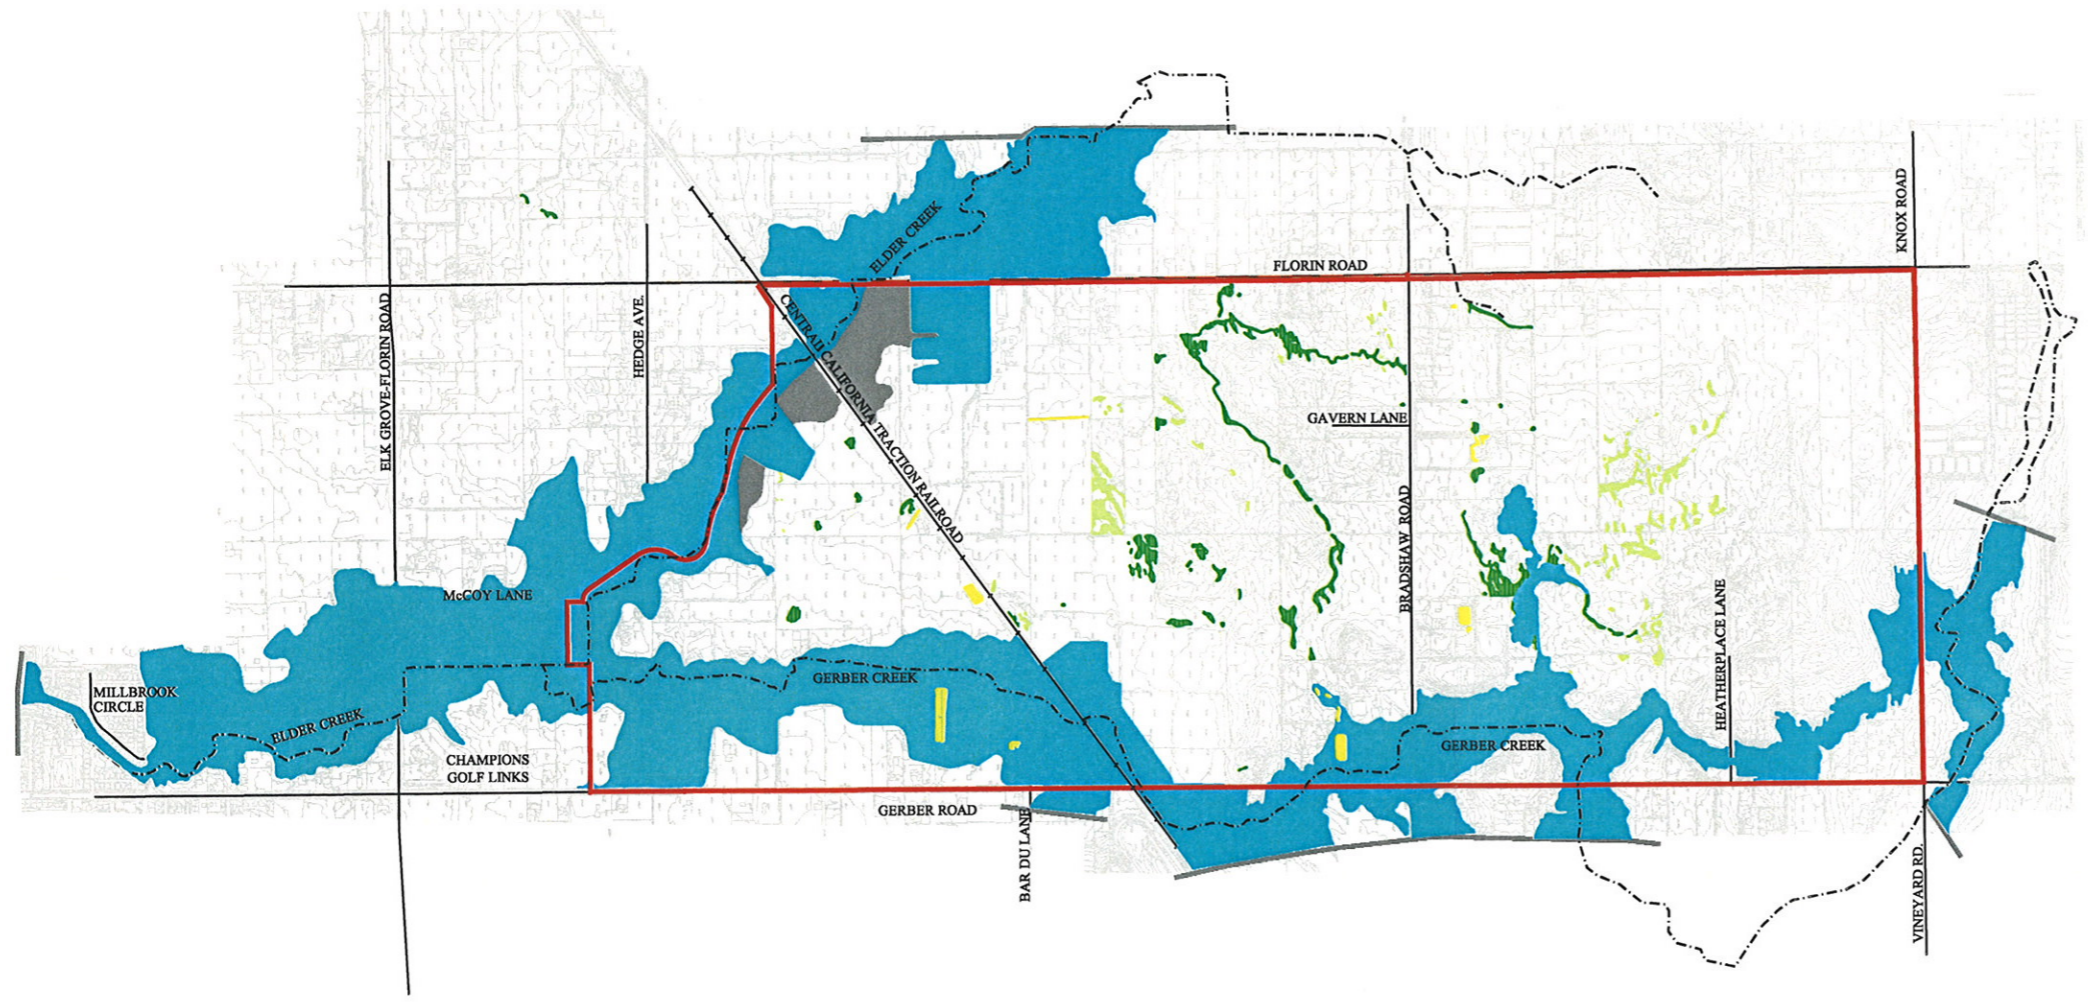 KNOX ROAD
ELDER CREEK
FLORIN ROAD
ELK GROVE-FLORIN ROAD
HEDGE AVE.
CENTRAL CALIFORNIA TRACTION RAILROAD
GAVERN LANE
BRADSHAW ROAD
McCOY LANE
HEATHERPLACE LANE
GERBER CREEK
MILLBROOK
CIRCLE
ELDER CREEK
GERBER CREEK
CHAMPIONS
GOLF LINKS
GERBER ROAD
BAR DU LANE
VINEYARD RD.